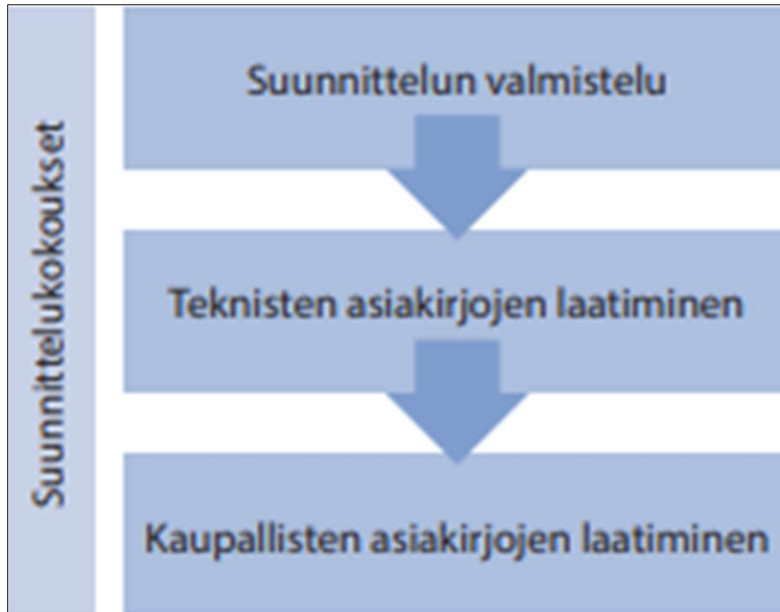 Suunnittelukokoukset
Suunnittelun valmistelu
Teknisten asiakirjojen laatiminen
Kaupallisten asiakirjojen laatiminen